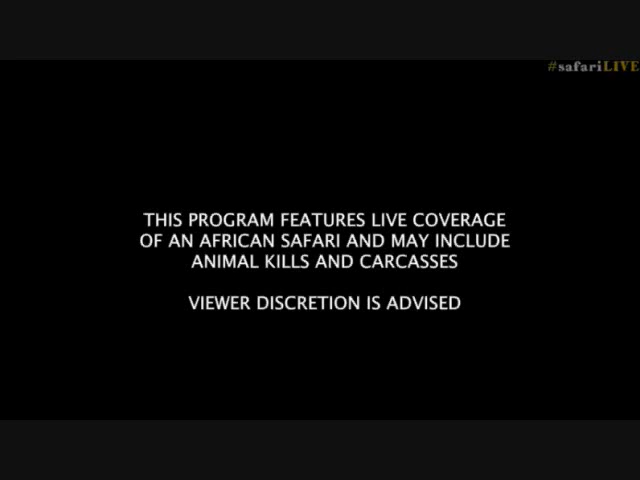 #safariLIVE
THIS PROGRAM FEATURES LIVE COVERAGE
OF AN AFRICAN SAFARI AND MAY INCLUDE
ANIMAL KILLS AND CARCASSES
VIEWER DISCRETION IS ADVISED